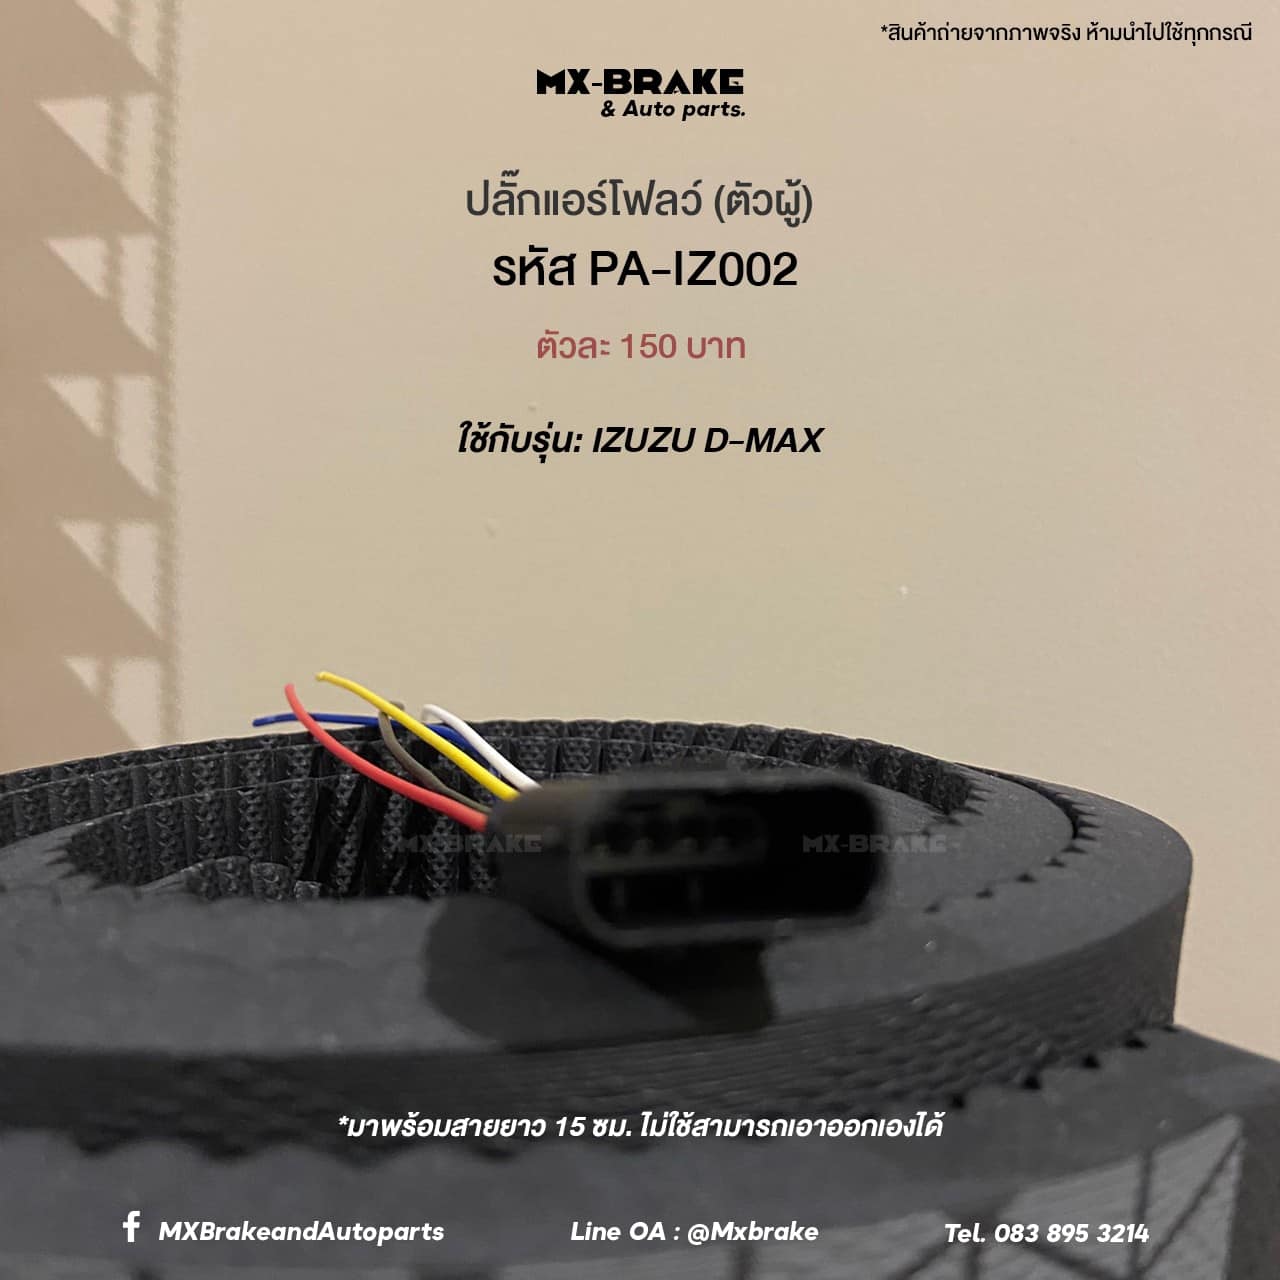 *สินค้าถ่ายจากภาพจริง ห้ามนำไปใช้ทุกกรณี
MX-BRAKE
& Auto parts.
ปลั๊กแอร์โฟลว์ (ตัวผู้)
รหัส PA-IZ002
ตัวละ 150 บาท
ใช้กับรุ่น: IZUZU D-MAX
MX-BRAKE MX-BRAKE
*มาพร้อมสายยาว 15 ซม. ไม่ใช้สามารถเอาออกเองได้
f MXBrakeandAutoparts Line OA : @Mxbrake Tel. 083 895 3214